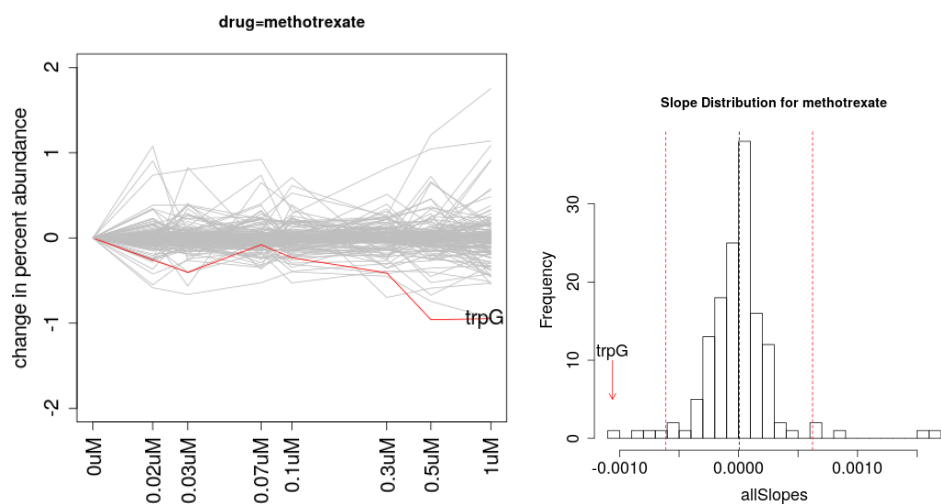 drug=methotrexate
change in percent abundance
2
1
0
-1
-2
trpG
0uM
0.02uM
0.03uM
0.07uM
0.1uM
0.3uM
0.5uM
1uM
Slope Distribution for methotrexate
Frequency
30
20
10
0
trpG
-0.0010
0.0000
0.0010
allSlopes